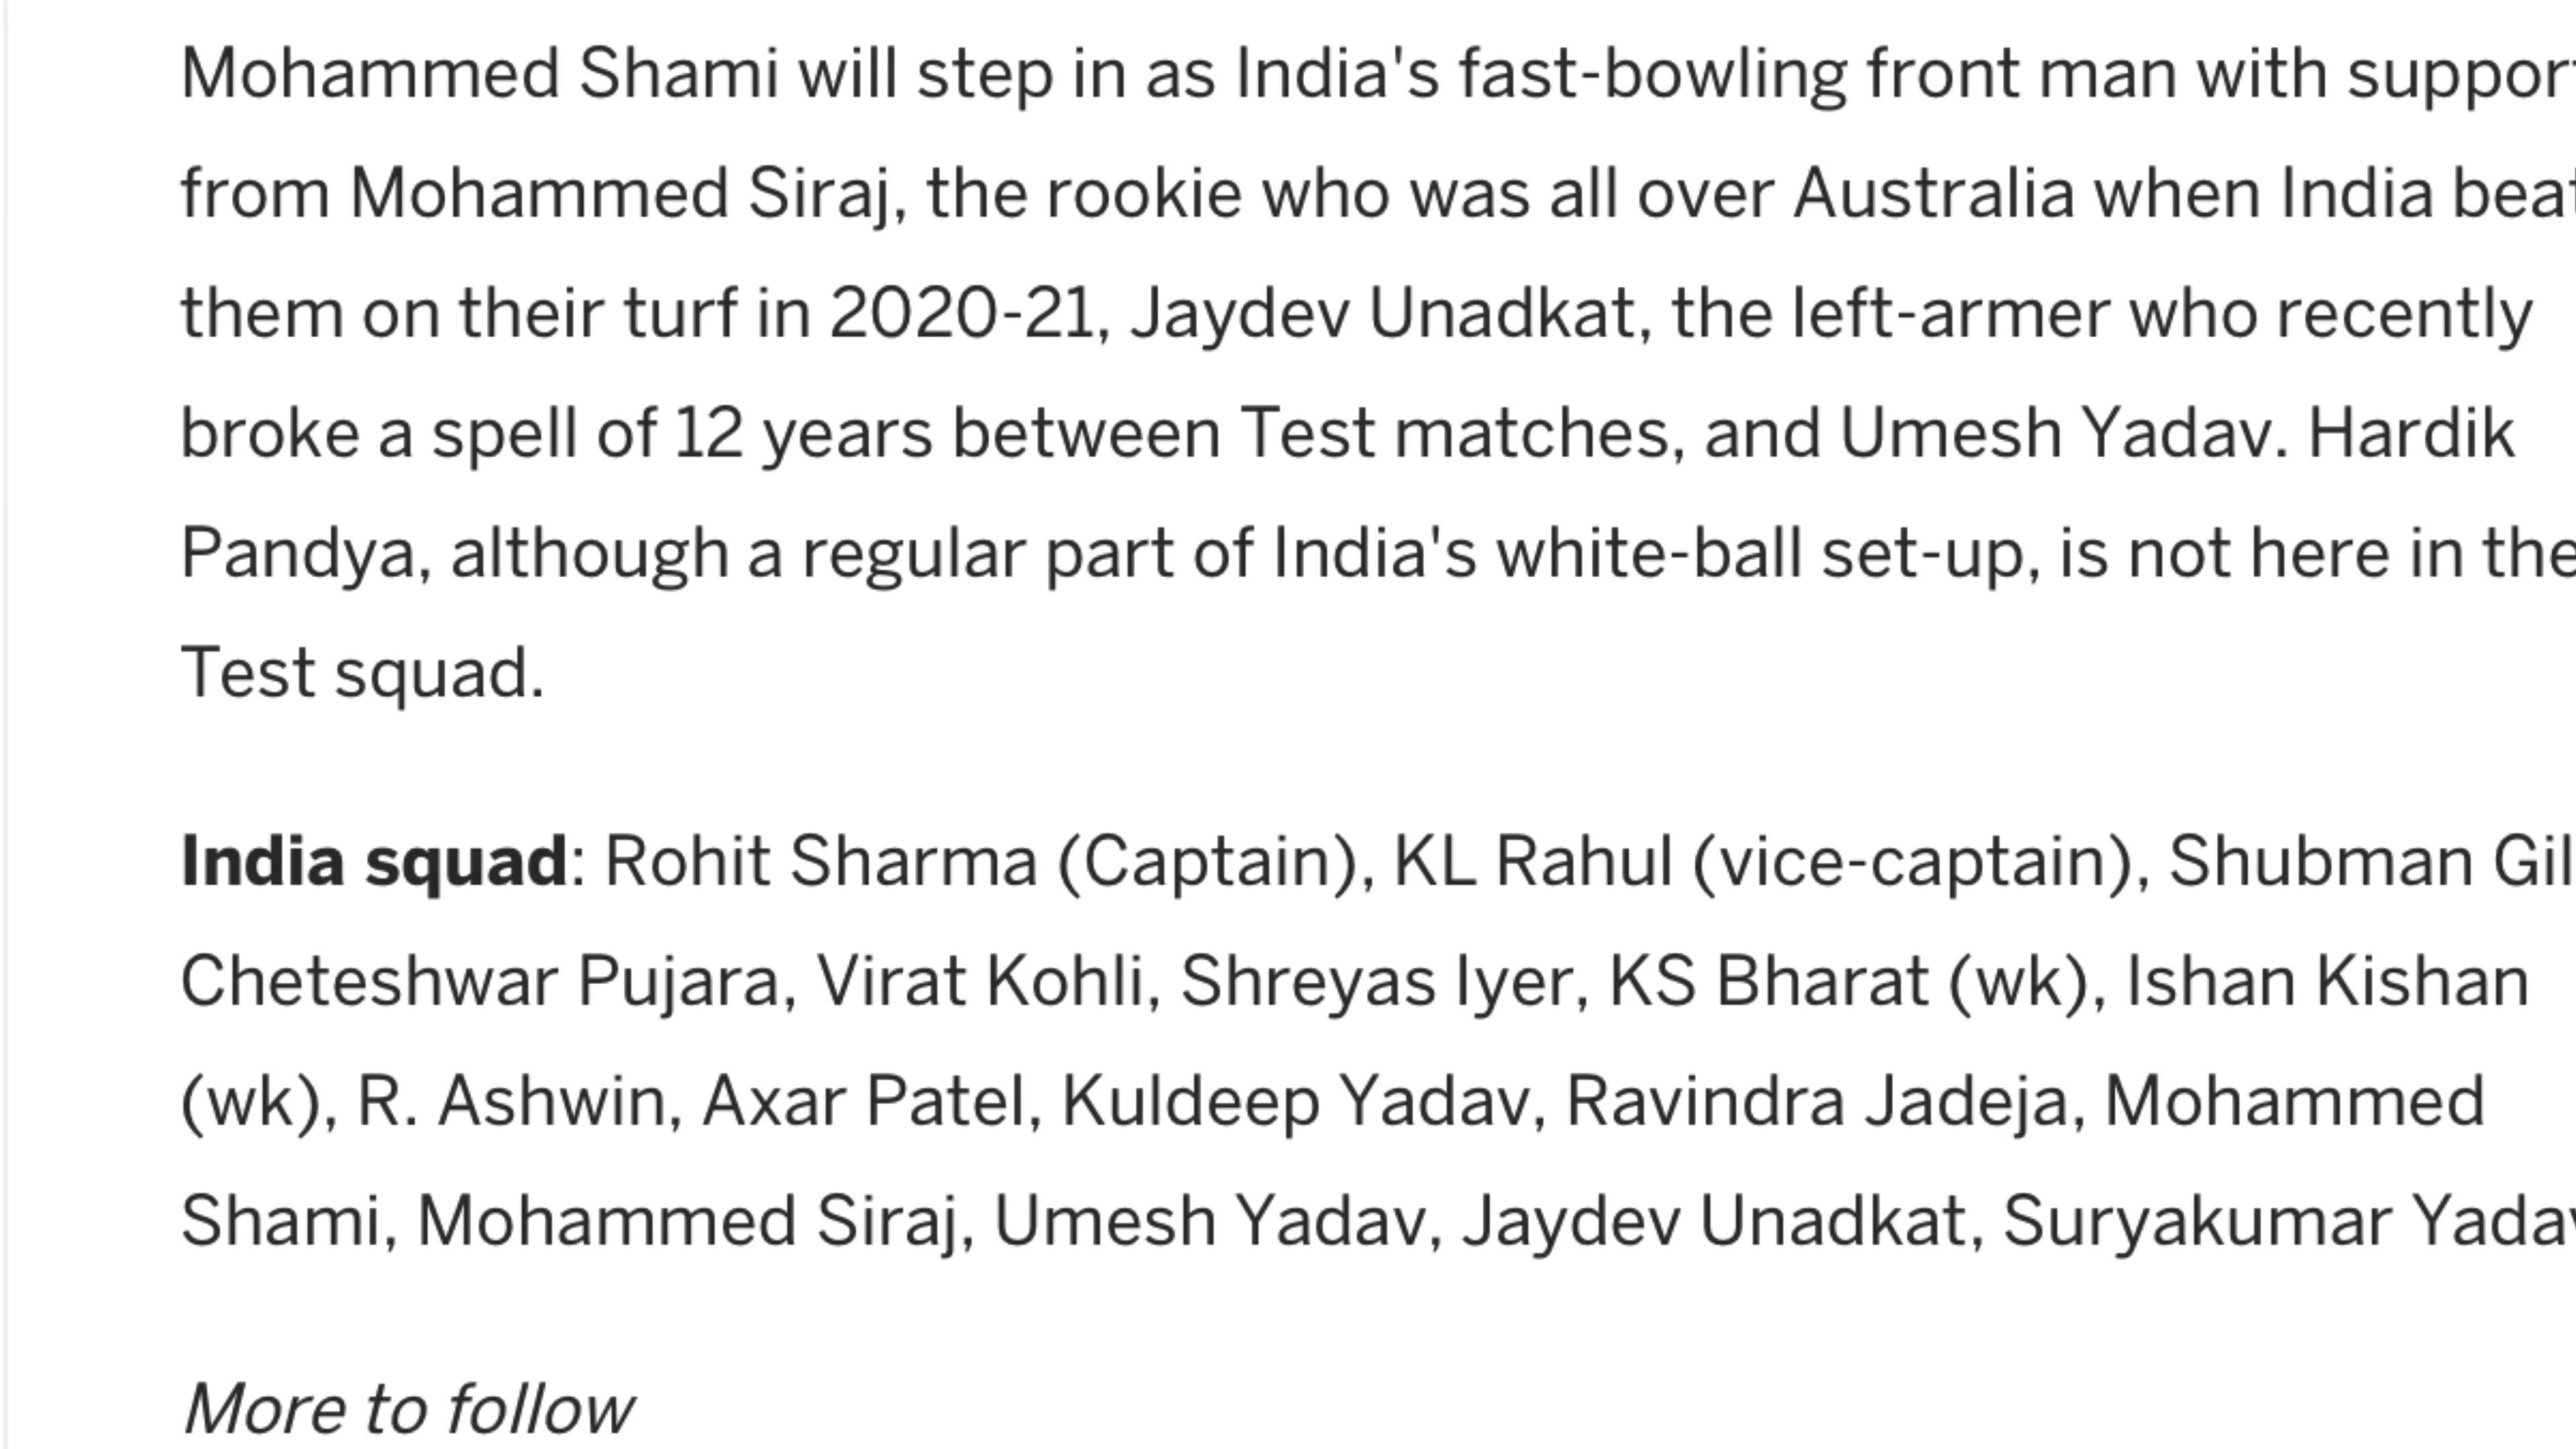 Mohammed Shami will step in as India's fast-bowling front man with support
from Mohammed Siraj, the rookie who was all over Australia when India beat
them on their turf in 2020-21, Jaydev Unadkat, the left-armer who recently
broke a spell of 12 years between Test matches, and Umesh Yadav. Hardik
Pandya, although a regular part of India's white-ball set-up, is not here in the
Test squad.
India squad: Rohit Sharma (Captain), KL Rahul (vice-captain), Shubman Gil
Cheteshwar Pujara, Virat Kohli, Shreyas Iyer, KS Bharat (wk), Ishan Kishan
(wk), R. Ashwin, Axar Patel, Kuldeep Yadav, Ravindra Jadeja, Mohammed
Shami, Mohammed Siraj, Umesh Yadav, Jaydev Unadkat, Suryakumar Yadav
More to follow